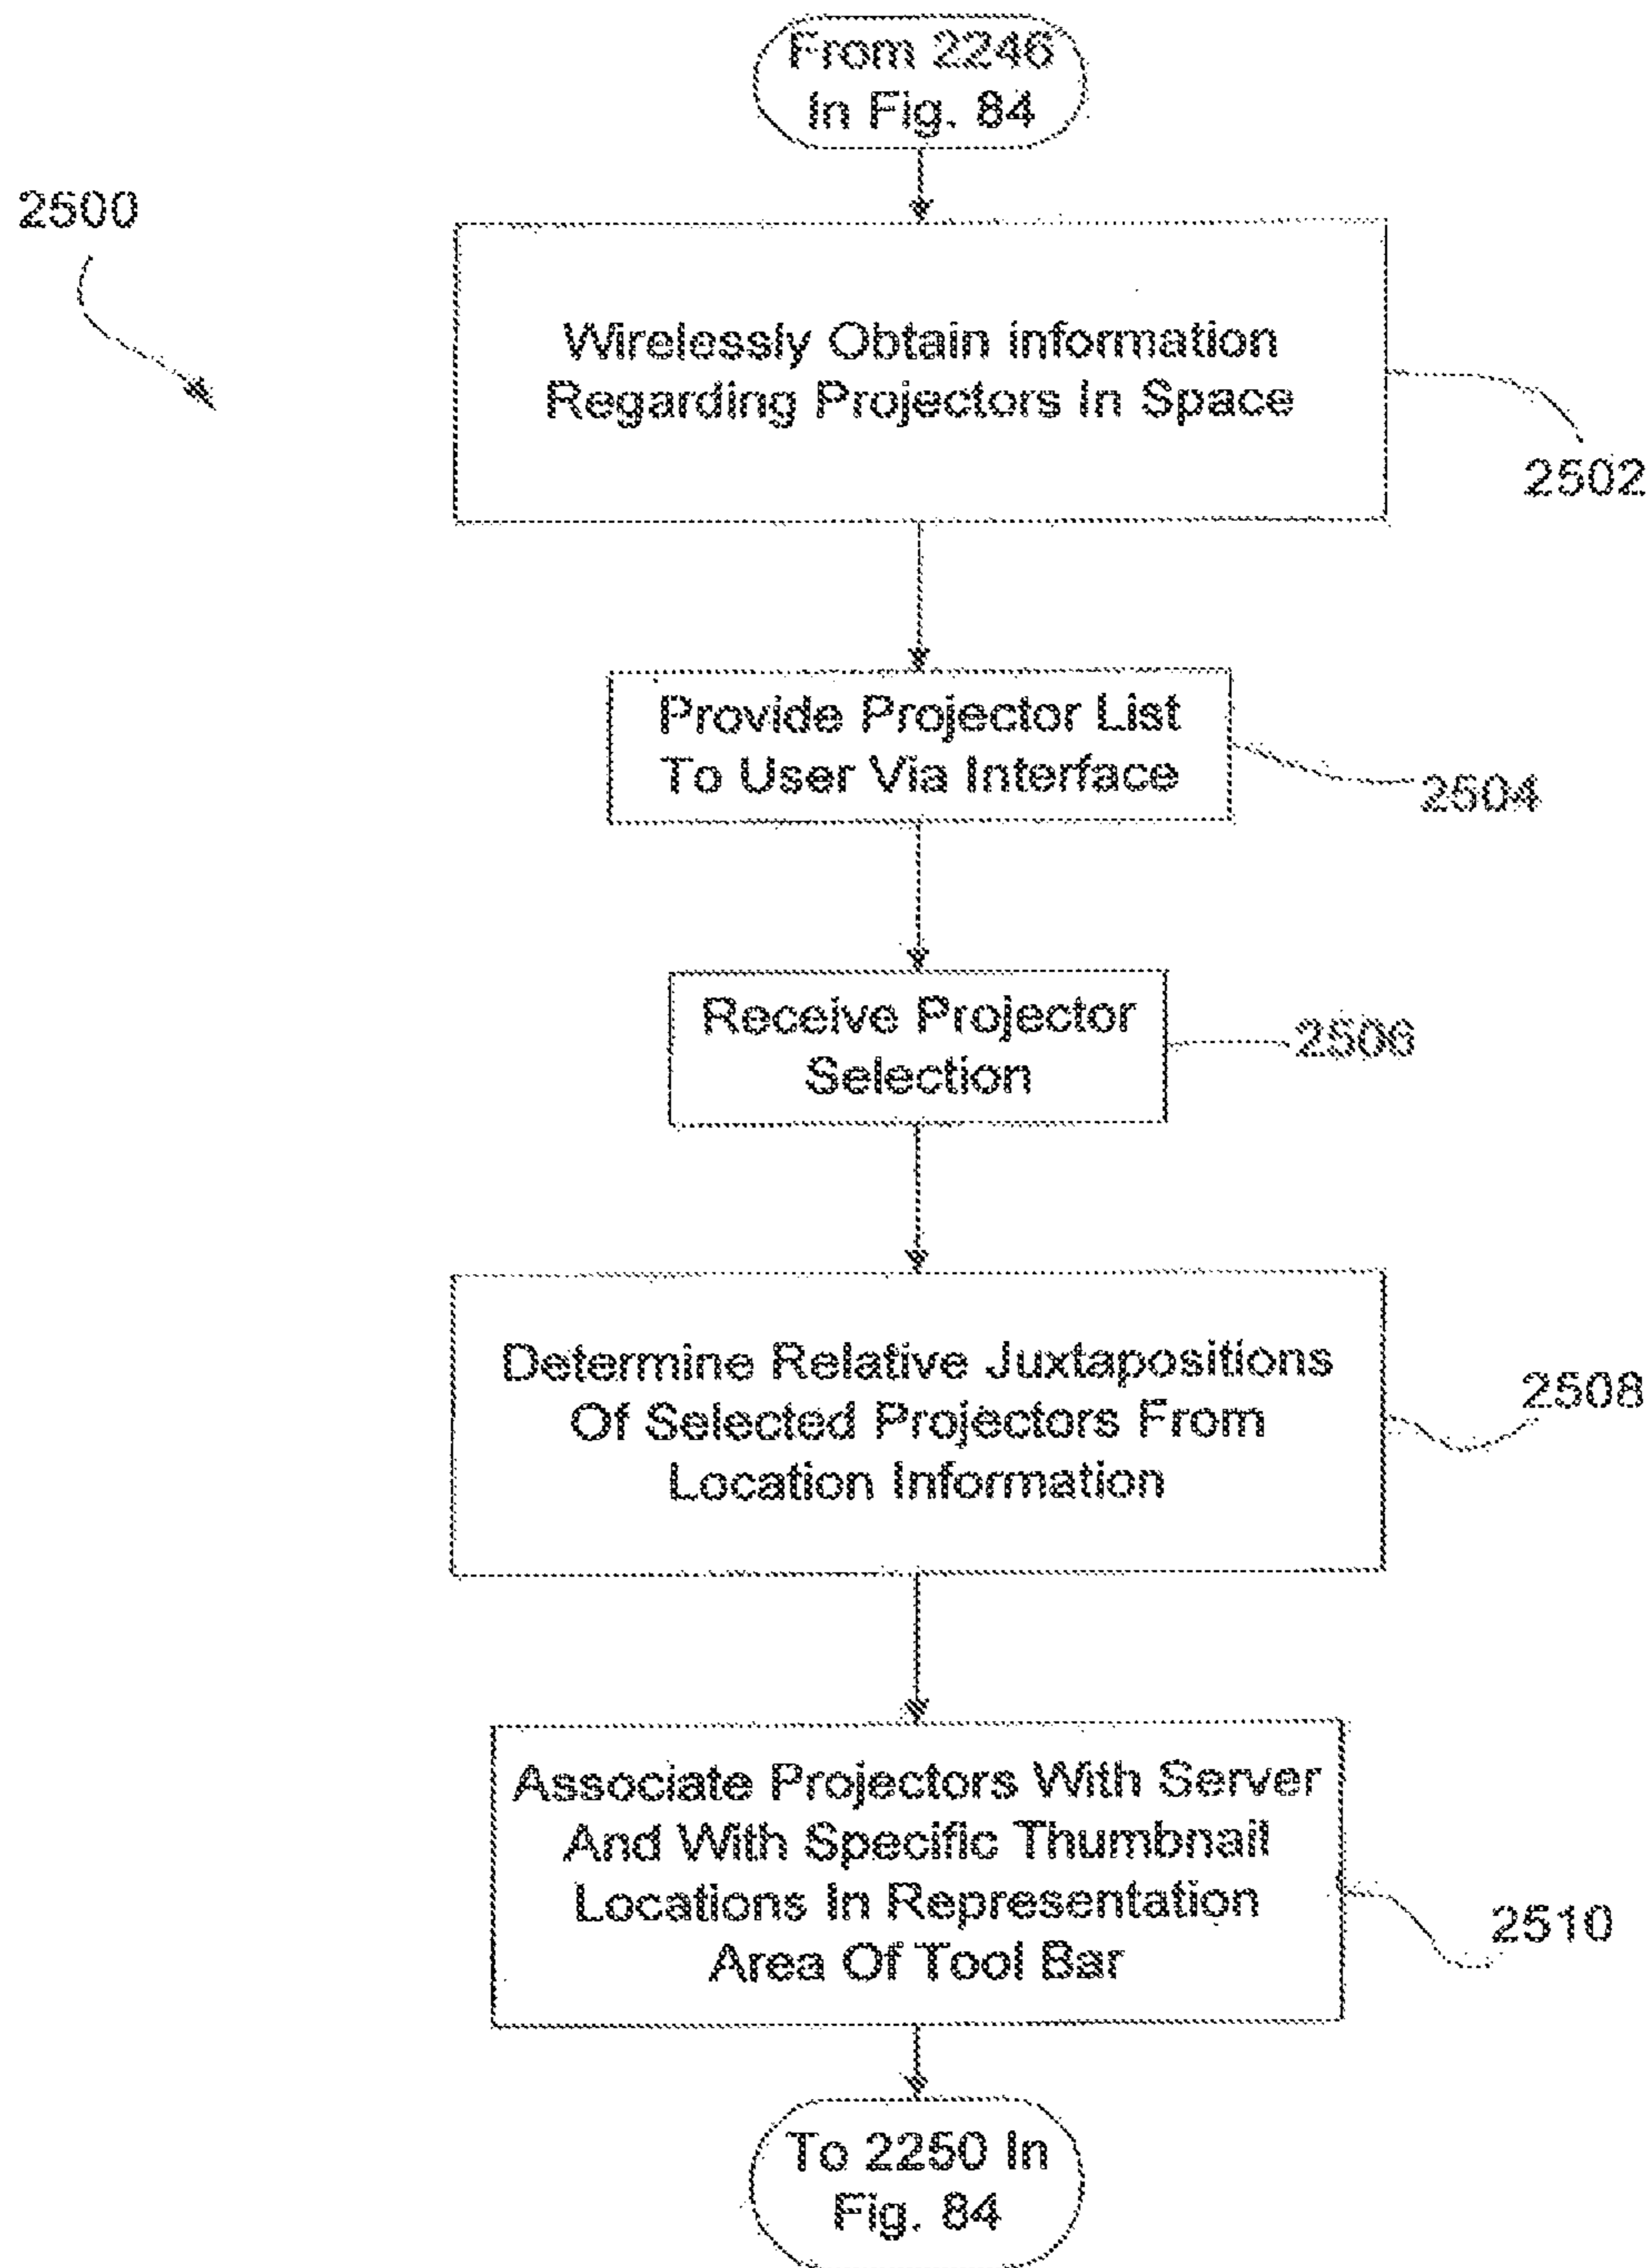 From 2246
In Fig. 84
2500
Wirelessly Obtain information
Regarding Projectors In Space
2502
Provide Projector List
To User Via Interface
2504
Receive Projector
Selection
2506
Determine Relative Juxtapositions
Of Selected Projectors From
Location Information
2508
Associate Projectors With Server
And With Specific Thumbnail
Locations In Representation
Area Of Tool Bar
2510
To 2250 In
Fig. 84